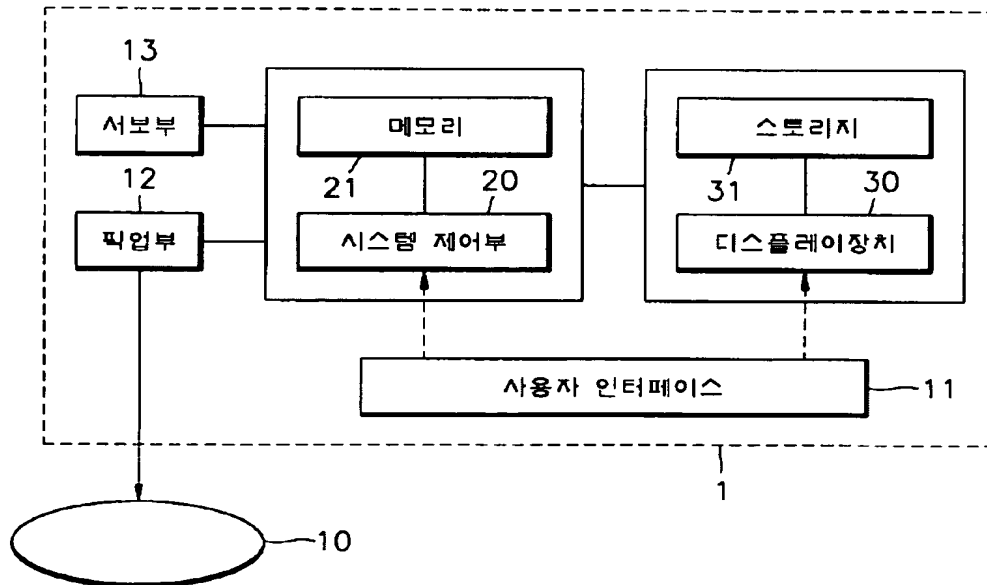 13
서보부
메모리
스토리지
12
21
20
31
30
픽업부
시스템 제어부
디스플레이장치
사용자 인터페이스
11
1
10